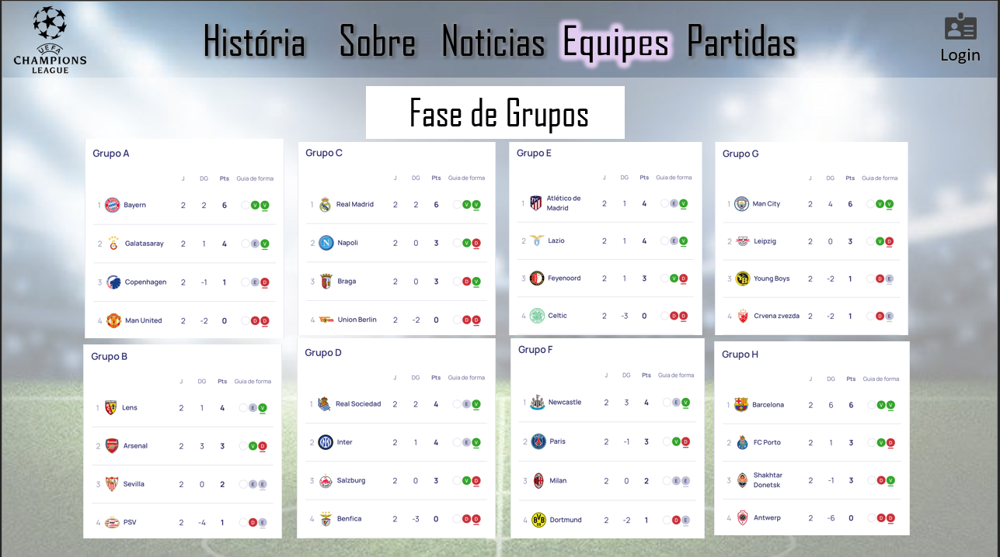 UEFA
CHAMPIONS
LEAGUE
História Sobre Noticias Equipes Partidas
Login
Fase de Grupos
Grupo A
J DG Pts Guia de forma
1 Bayern 2 2 6 V V
2 Galatasaray 2 1 4 E V
3 Copenhagen 2 -1 1 E D
4 Man United 2 -2 0 D D
Grupo C
J DG Pts Guia de forma
1 Real Madrid 2 2 6 V V
2 Napoli 2 0 3 V D
3 Braga 2 0 3 D V
4 Union Berlin 2 -2 0 D D
Grupo E
J DG Pts Guia de forma
1 Atlético de
Madrid 2 1 4 E V
2 Lazio 2 1 4 E V
3 Feyenoord 2 1 3 V D
4 Celtic 2 -3 0 D D
Grupo G
J DG Pts Guia de forma
1 Man City 2 4 6 V V
2 Leipzig 2 0 3 V D
3 Young Boys 2 -2 1 D E
4 Crvena zvezda 2 -2 1 D E
Grupo B
J DG Pts Guia de forma
1 Lens 2 1 4 E V
2 Arsenal 2 3 3 V D
3 Sevilla 2 0 2 E E
4 PSV 2 -4 1 D E
Grupo D
J DG Pts Guia de forma
1 Real Sociedad 2 2 4 E V
2 Inter 2 1 4 E V
3 Salzburg 2 0 3 V D
4 Benfica 2 -3 0 D D
Grupo F
J DG Pts Guia de forma
1 Newcastle 2 3 4 E V
2 Paris 2 -1 3 V D
3 Milan 2 0 2 E E
4 Dortmund 2 -2 1 D E
Grupo H
J DG Pts Guia de forma
1 Barcelona 2 6 6 V V
2 FC Porto 2 1 3 V D
3 Shakhtar
Donetsk 2 -1 3 D V
4 Antwerp 2 -6 0 D D